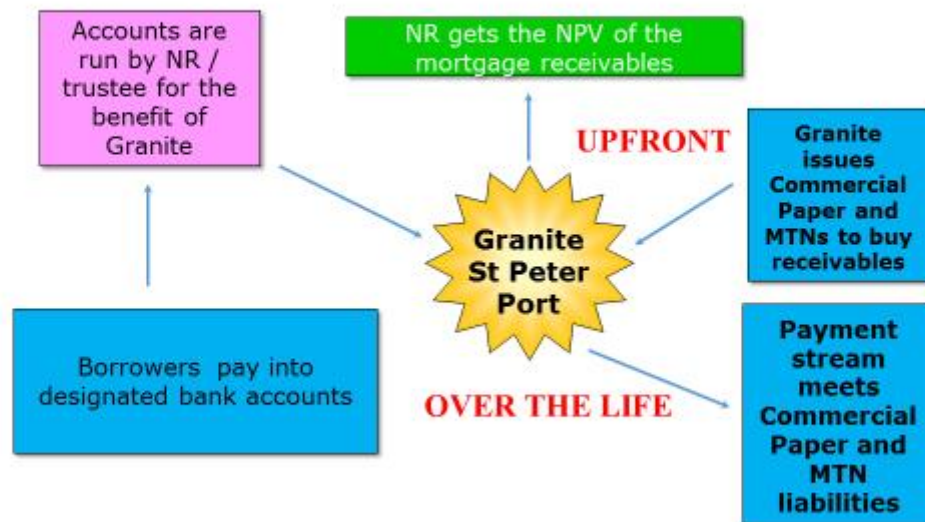 Accounts are
run by NR /
trustee for the
benefit of
Granite
NR gets the NPV of the
mortgage receivables
UPFRONT
Granite
issues
Commercial
Paper and
MTNs to buy
receivables
Granite
St Peter
Port
Borrowers pay into
designated bank accounts
OVER THE LIFE
Payment
stream
meets
Commercial
Paper and
MTN
liabilities